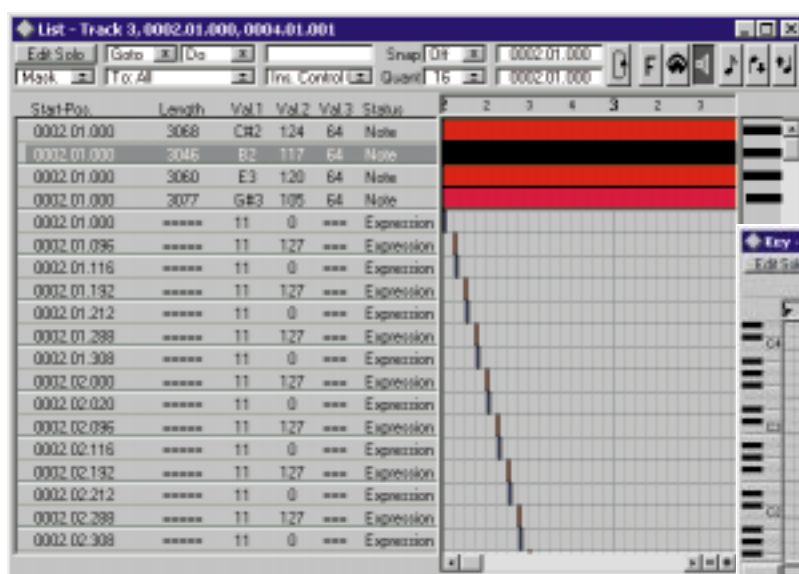 List - Track 3, 0002.01.000, 0004.01.001
Edit Solo Goto Do Snap Off 0002.01.000
Mask To: All Ins. Control Quant 16 0002.01.000
F
Start-Pos. Length Val.1 Val.2 Val.3 Status 2 3 4 3 2 3
0002.01.000 3068 C#2 124 64 Note
0002.01.000 3046 B2 117 64 Note
0002.01.000 3060 E3 120 64 Note
0002.01.000 3077 G#3 105 64 Note
0002.01.000 ===== 11 0 === Expression
0002.01.096 ===== 11 127 === Expression
0002.01.116 ===== 11 0 === Expression
0002.01.192 ===== 11 127 === Expression
0002.01.212 ===== 11 0 === Expression
0002.01.288 ===== 11 127 === Expression
0002.01.308 ===== 11 0 === Expression
0002.02.000 ===== 11 127 === Expression
0002.02.020 ===== 11 0 === Expression
0002.02.096 ===== 11 127 === Expression
0002.02.116 ===== 11 0 === Expression
0002.02.192 ===== 11 127 === Expression
0002.02.212 ===== 11 0 === Expression
0002.02.288 ===== 11 127 === Expression
0002.02.308 ===== 11 0 === Expression
Key -
Edit Solo
C4
C3
C2